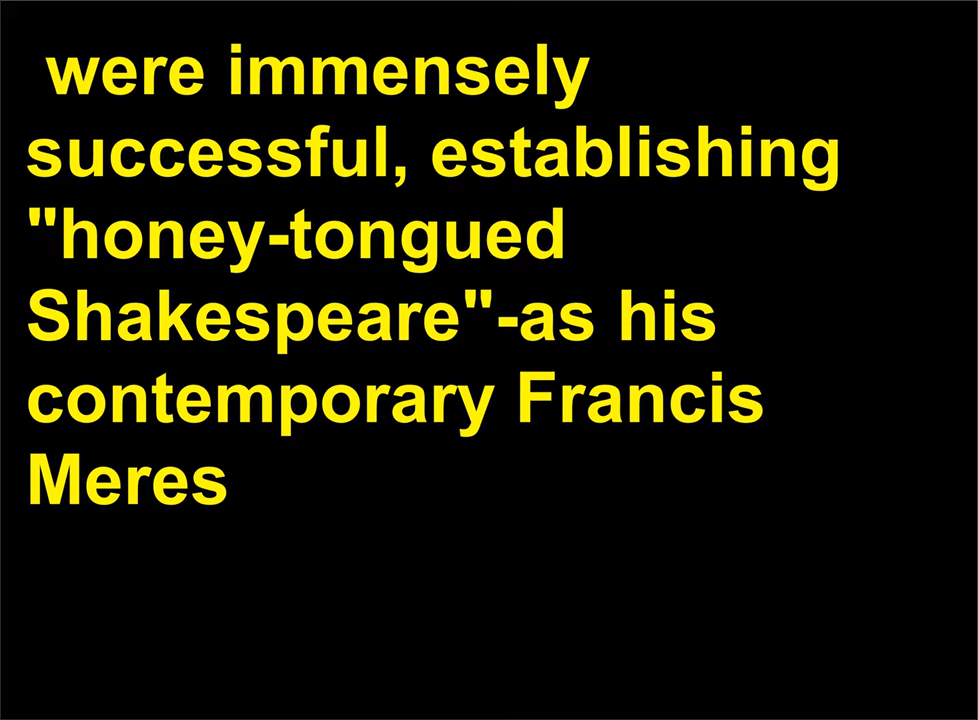 were immensely
successful, establishing
"honey-tongued
Shakespeare"-as his
contemporary Francis
Meres